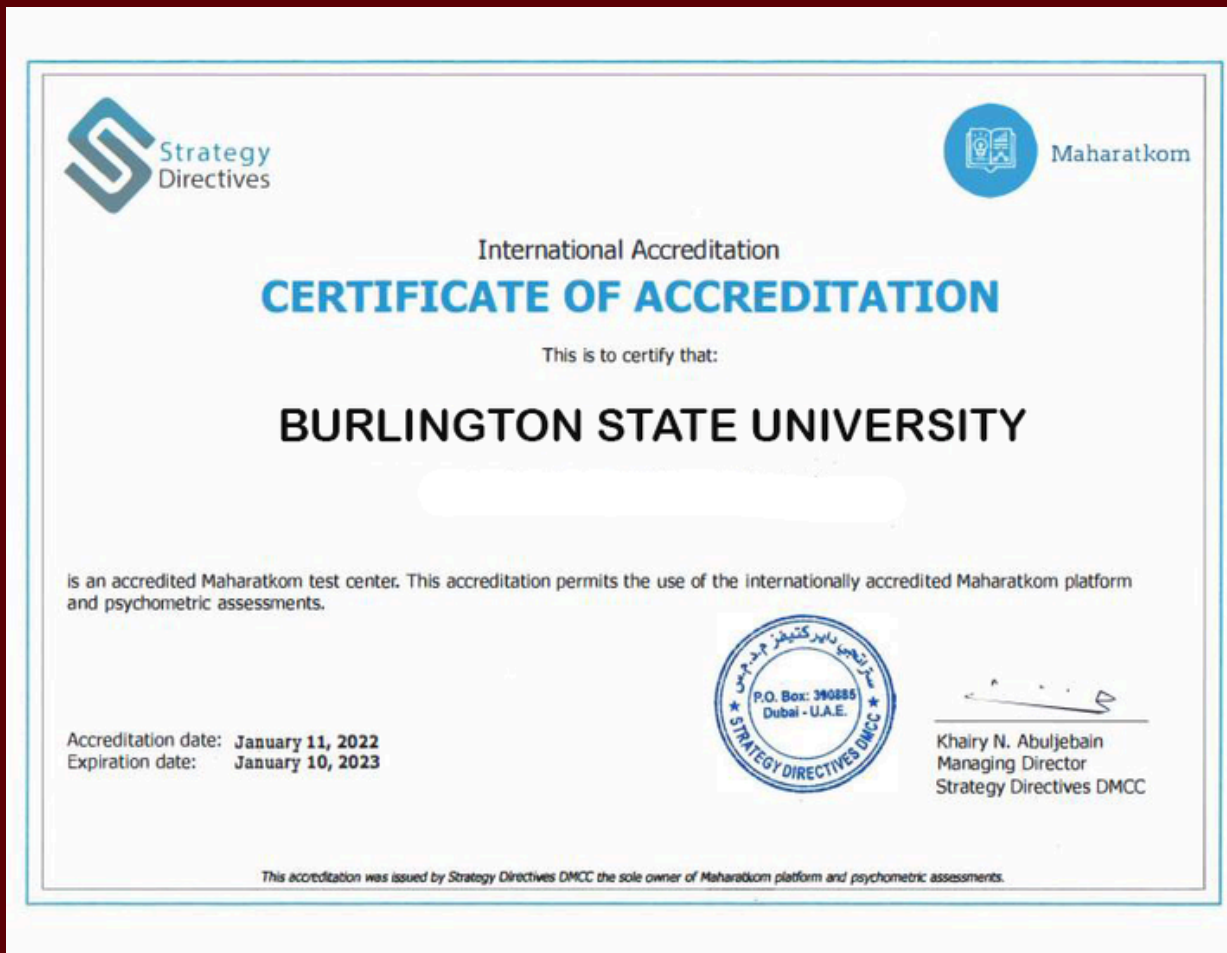 Strategy
Directives
Maharatkom
International Accreditation
CERTIFICATE OF ACCREDITATION
This is to certify that:
BURLINGTON STATE UNIVERSITY
is an accredited Maharatkom test center. This accreditation permits the use of the internationally accredited Maharatkom platform
and psychometric assessments.
ستراتجي دايركتيفز م.د.م.س
P.O. Box: 390885
Dubai - U.A.E.
STRATEGY DIRECTIVES DMCC
Accreditation date: January 11, 2022
Expiration date: January 10, 2023
Khairy N. Abuljebain
Managing Director
Strategy Directives DMCC
This accreditation was issued by Strategy Directives DMCC the sole owner of Maharatkom platform and psychometric assessments.